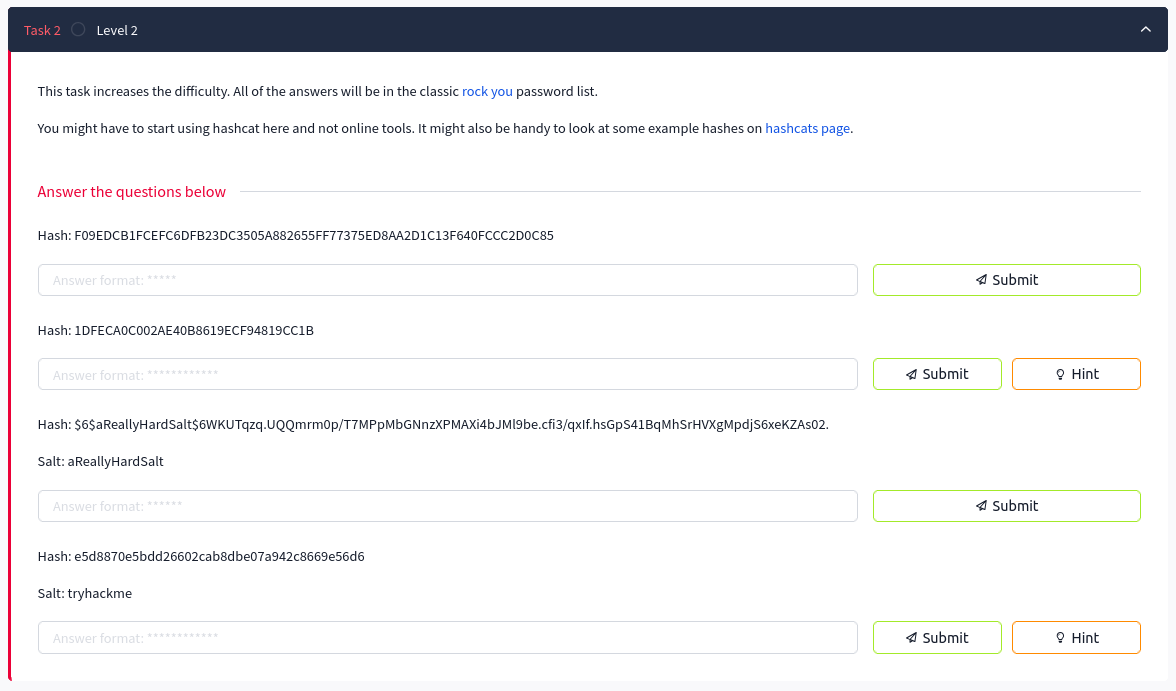 Task 2 Level 2
This task increases the difficulty. All of the answers will be in the classic rock you password list.
You might have to start using hashcat here and not online tools. It might also be handy to look at some example hashes on hashcats page.
Answer the questions below
Hash: F09EDCB1FCEFC6DFB23DC3505A882655FF77375ED8AA2D1C13F640FCCC2D0C85
Answer format: *****
Submit
Hash: 1DFECA0C002AE40B8619ECF94819CC1B
Answer format: ************
Submit
Hint
Hash: $6$aReallyHardSalt$6WKUTqzq.UQQmrm0p/T7MPpMbGNnzXPMAXi4bJMl9be.cfi3/qxIf.hsGpS41BqMhSrHVXgMpdjS6xeKZAs02.
Salt: aReallyHardSalt
Answer format: ******
Submit
Hash: e5d8870e5bdd26602cab8dbe07a942c8669e56d6
Salt: tryhackme
Answer format: ************
Submit
Hint